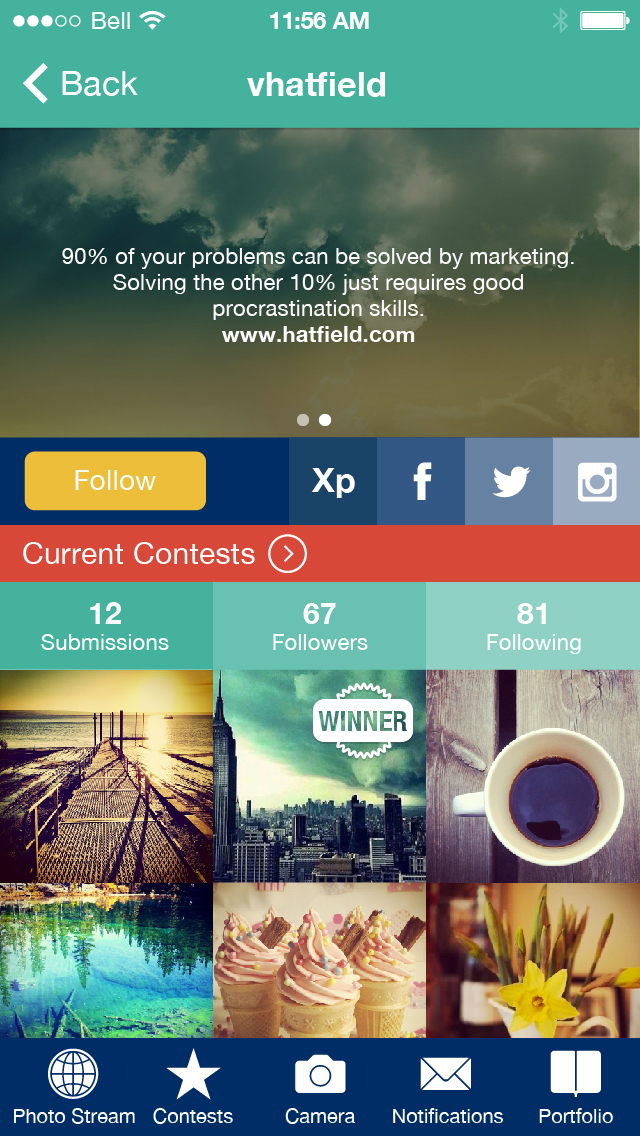 Bell 11:56 AM
Back vhatfield
90% of your problems can be solved by marketing.
Solving the other 10% just requires good
procrastination skills.
www.hatfield.com
Follow Xp f
Current Contests
12 67 81
Submissions Followers Following
WINNER
Photo Stream Contests Camera Notifications Portfolio